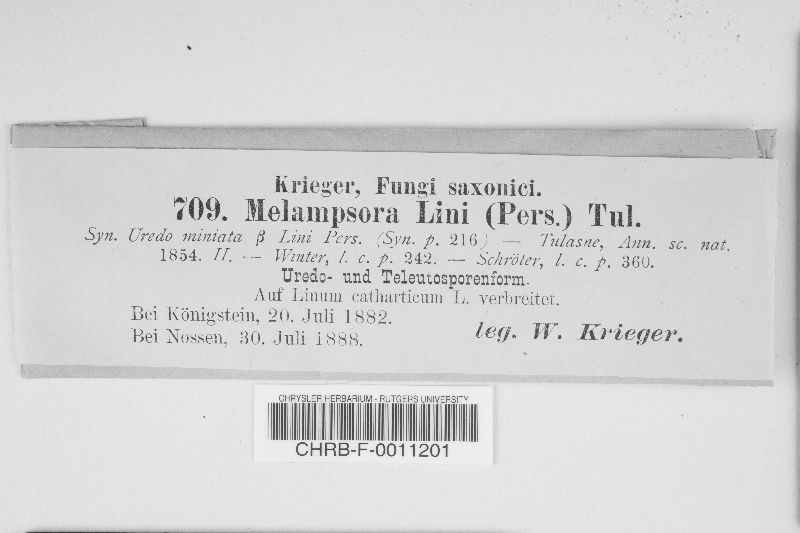 Krieger, Fungi saxonici.
709. Melampsora Lini (Pers.) Tul.
Syn. Uredo miniata β Lini Pers. (Syn. p. 216) — Tulasne, Ann. sc. nat.
1854. II. — Winter, l. c. p. 242. — Schröter, l. c. p. 360.
Uredo- und Teleutosporenform.
Auf Linum catharticum L. verbreitet.
Bei Königstein, 20. Juli 1882.
Bei Nossen, 30. Juli 1888.
leg. W. Krieger.
CHRYSLER HERBARIUM - RUTGERS UNIVERSITY
CHRB-F-0011201